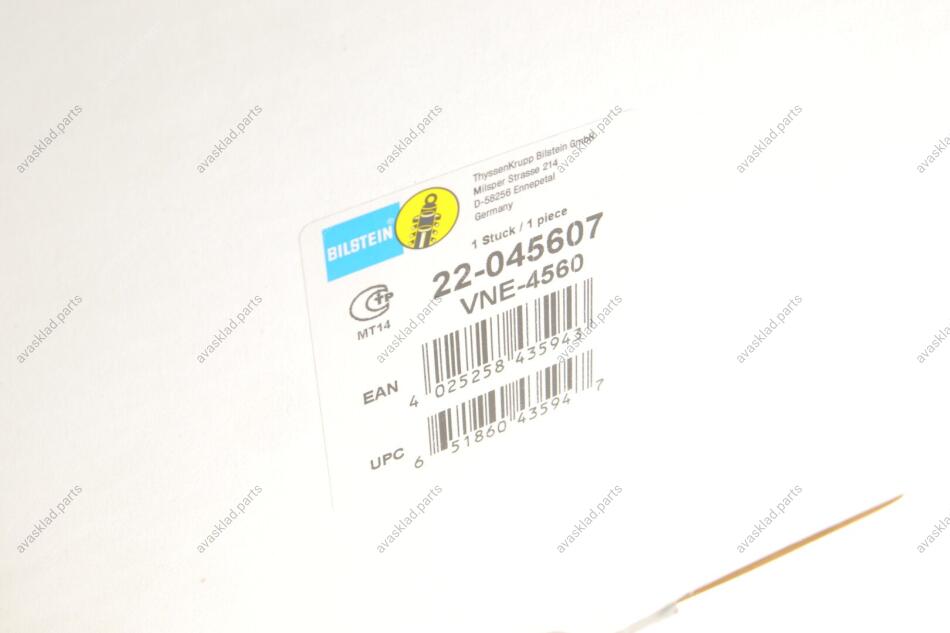 ThyssenKrupp Bilstein GmbH
Milsper Strasse 214
D-58256 Ennepetal
Germany
BILSTEIN®
1 Stuck / 1 piece
22-045607
VNE-4560
MT14
EAN
4 025258 435943
UPC
6 51860 43594 7
avasklad.parts